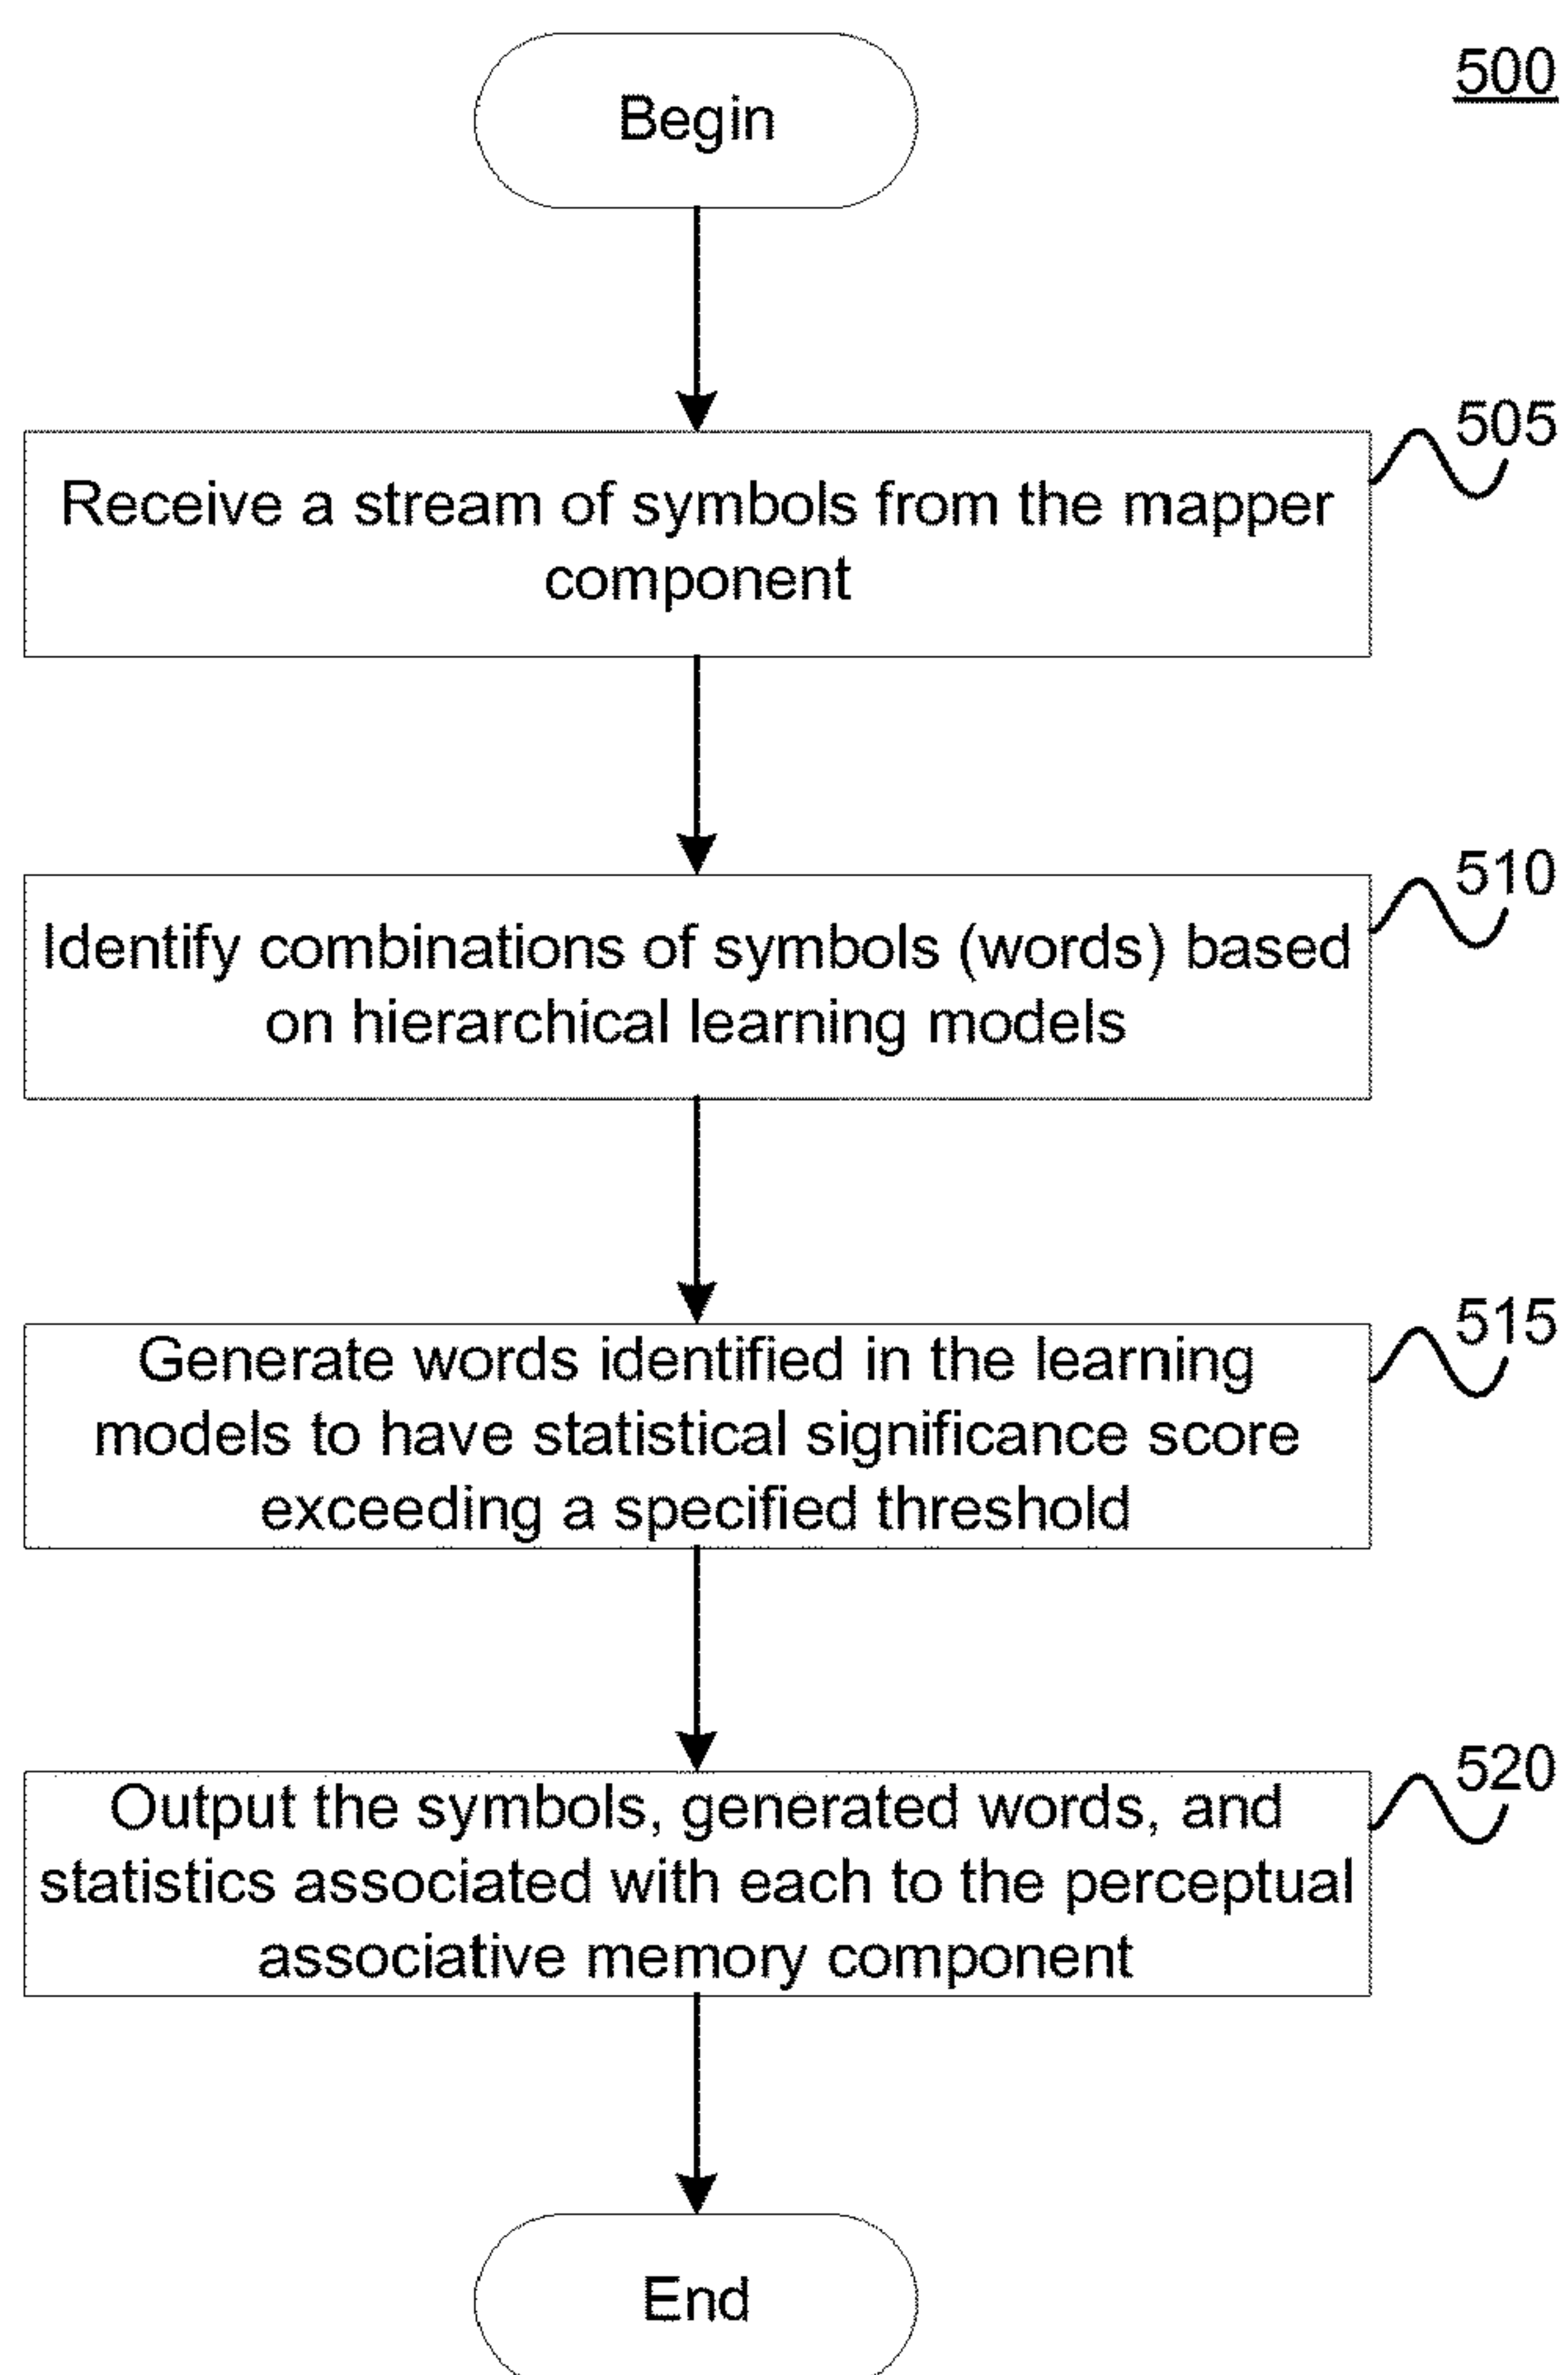 500
Begin
505
Receive a stream of symbols from the mapper
component
510
Identify combinations of symbols (words) based
on hierarchical learning models
515
Generate words identified in the learning
models to have statistical significance score
exceeding a specified threshold
520
Output the symbols, generated words, and
statistics associated with each to the perceptual
associative memory component
End